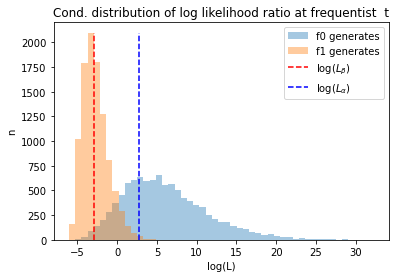 Cond. distribution of log likelihood ratio at frequentist  t
f0 generates
f1 generates
log(L_β)
log(L_α)
n
2000
1750
1500
1250
1000
750
500
250
0
−5
0
5
10
15
20
25
30
log(L)